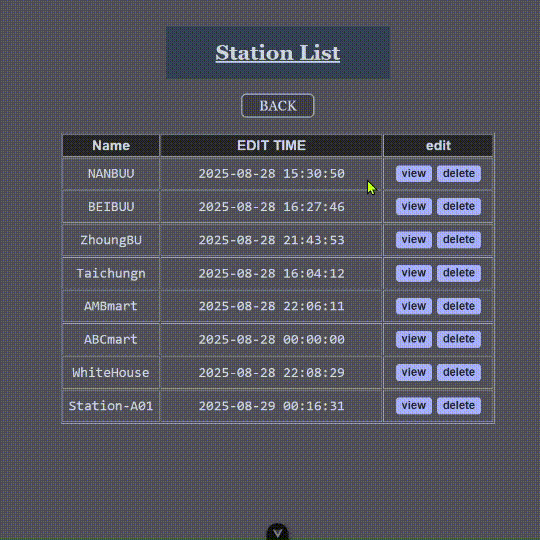 Station List
BACK
Name EDIT TIME edit
NANBUU 2025-08-28 15:30:50 view delete
BEIBUU 2025-08-28 16:27:46 view delete
ZhoungBU 2025-08-28 21:43:53 view delete
Taichungn 2025-08-28 16:04:12 view delete
AMBmart 2025-08-28 22:06:11 view delete
ABCmart 2025-08-28 00:00:00 view delete
WhiteHouse 2025-08-28 22:08:29 view delete
Station-A01 2025-08-29 00:16:31 view delete